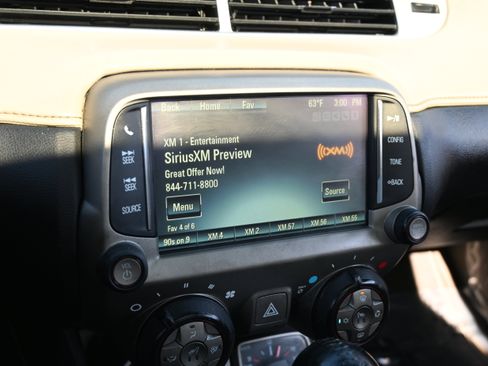 Back Home Fav 63°F 3:00 PM
XM 1 - Entertainment
SiriusXM Preview
Great Offer Now!
844-711-8800
((XM))
Menu
Source
Fav 4 of 6
90s on 9 XM 4 XM 2 XM 57 XM 56 XM 55
SEEK
SEEK
SOURCE
CONFIG
TONE
BACK
VOL